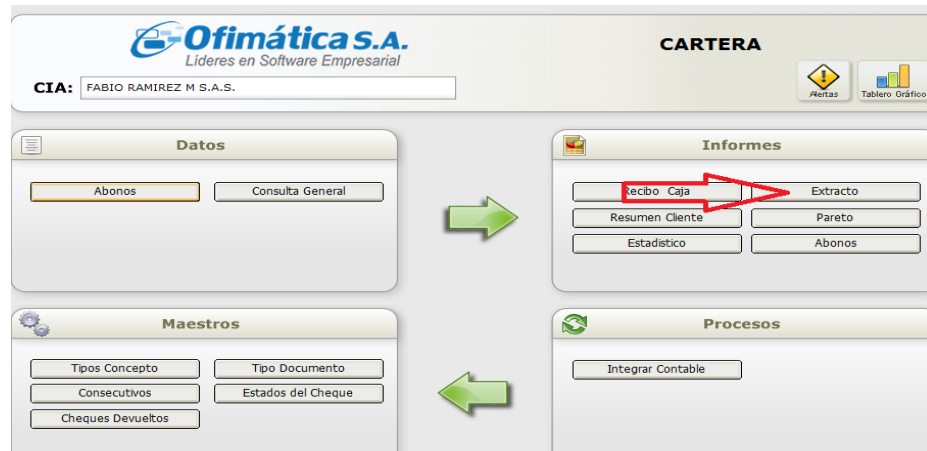 Ofimática S.A.
Líderes en Software Empresarial
CARTERA
CIA: FABIO RAMIREZ M S.A.S.
Alertas
Tablero Gráfico
Datos
Abonos
Consulta General
Informes
Recibo Caja
Extracto
Resumen Cliente
Pareto
Estadistico
Abonos
Maestros
Tipos Concepto
Tipo Documento
Consecutivos
Estados del Cheque
Cheques Devueltos
Procesos
Integrar Contable